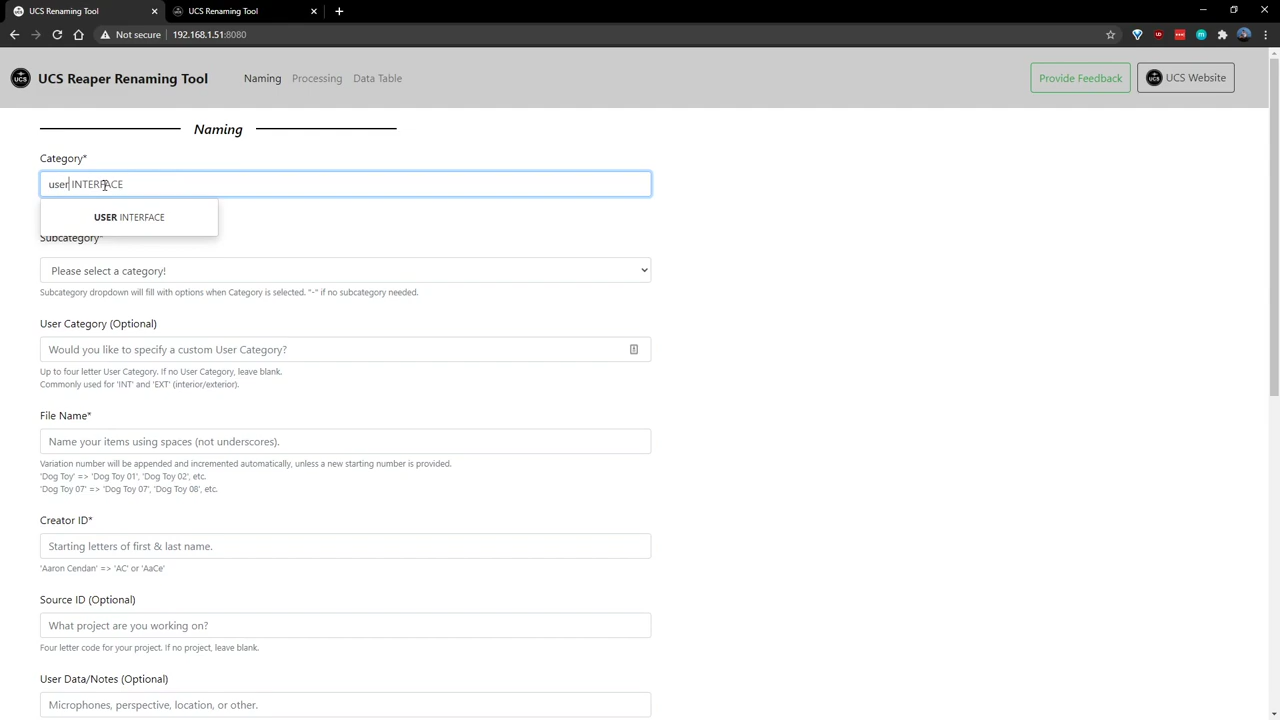 UCS Renaming Tool
UCS Renaming Tool
Not secure 192.168.1.51:8080
UCS
UCS Reaper Renaming Tool
Naming
Processing
Data Table
Provide Feedback
UCS
UCS Website
Naming
Category*
user INTERFACE
USER INTERFACE
Subcategory*
Please select a category!
Subcategory dropdown will fill with options when Category is selected. "-" if no subcategory needed.
User Category (Optional)
Would you like to specify a custom User Category?
Up to four letter User Category. If no User Category, leave blank.
Commonly used for 'INT' and 'EXT' (interior/exterior).
File Name*
Name your items using spaces (not underscores).
Variation number will be appended and incremented automatically, unless a new starting number is provided.
'Dog Toy' => 'Dog Toy 01', 'Dog Toy 02', etc.
'Dog Toy 07' => 'Dog Toy 07', 'Dog Toy 08', etc.
Creator ID*
Starting letters of first & last name.
'Aaron Cendan' => 'AC' or 'AaCe'
Source ID (Optional)
What project are you working on?
Four letter code for your project. If no project, leave blank.
User Data/Notes (Optional)
Microphones, perspective, location, or other.